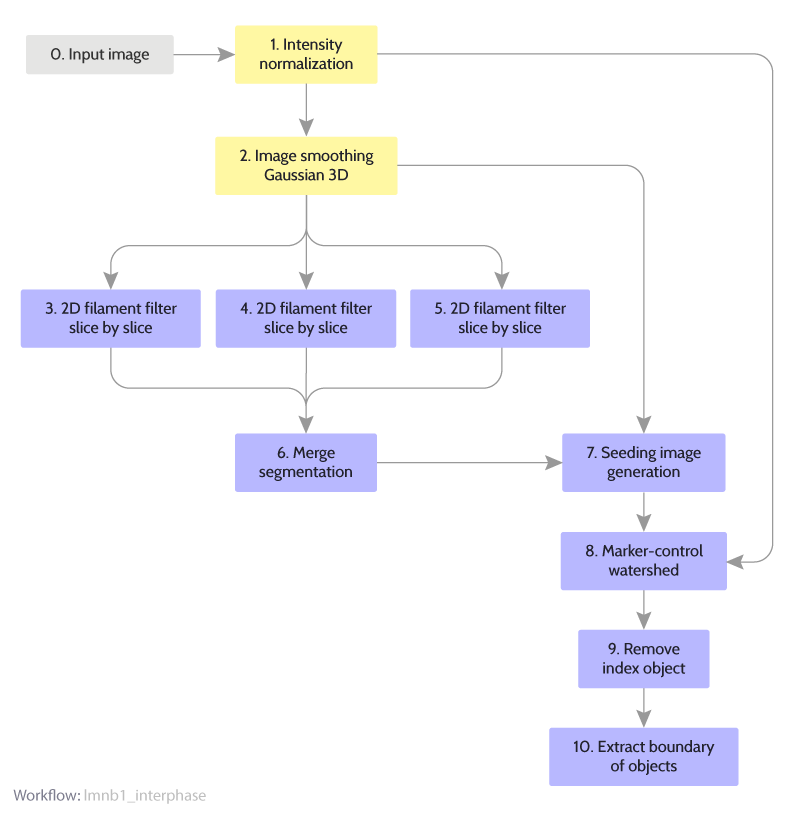 0. Input image
1. Intensity
normalization
2. Image smoothing
Gaussian 3D
3. 2D filament filter
slice by slice
4. 2D filament filter
slice by slice
5. 2D filament filter
slice by slice
6. Merge
segmentation
7. Seeding image
generation
8. Marker-control
watershed
9. Remove
index object
10. Extract boundary
of objects
Workflow: lmnb1_interphase